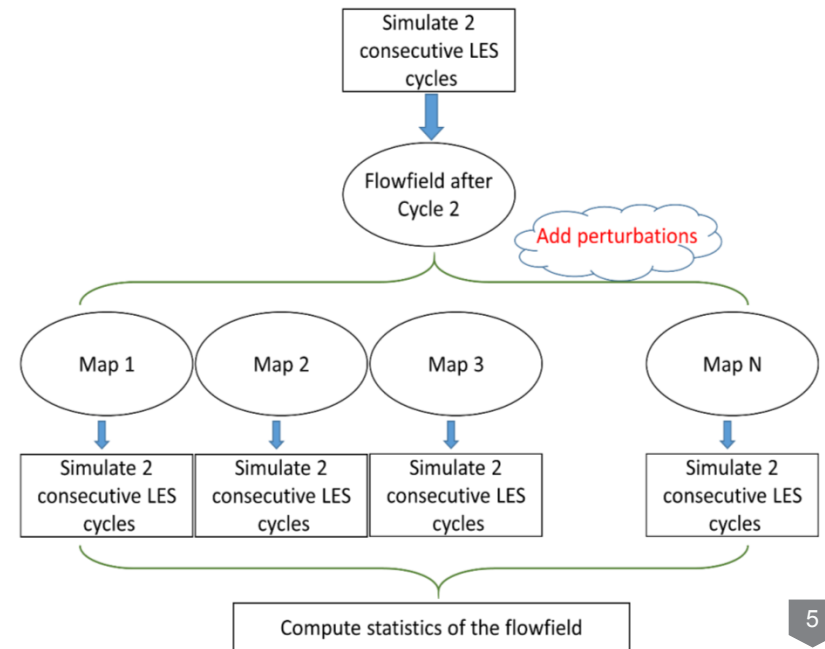 Simulate 2
consecutive LES
cycles
Flowfield after
Cycle 2
Add perturbations
Map 1
Map 2
Map 3
Map N
Simulate 2
consecutive LES
cycles
Simulate 2
consecutive LES
cycles
Simulate 2
consecutive LES
cycles
Simulate 2
consecutive LES
cycles
Compute statistics of the flowfield
5